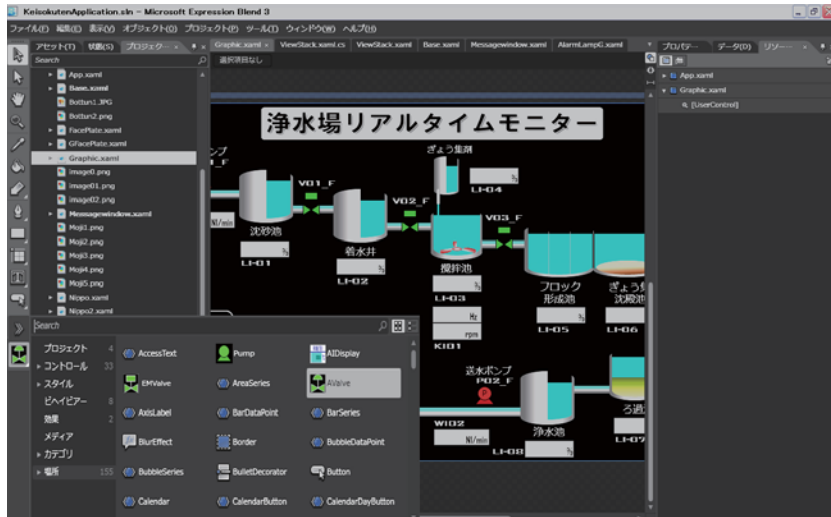 KeisokutenApplication.sln - Microsoft Expression Blend 3
ファイル(F) 編集(E) 表示(V) オブジェクト(O) プロジェクト(P) ツール(T) ウィンドウ(W) ヘルプ(H)
アセット(T) 状態(S) プロジェク…
Graphic.xaml × ViewStack.xaml.cs ViewStack.xaml Base.xaml Messagewindow.xaml AlarmLampG.xaml
プロパテ… データ(D) リソー…
Search
選択項目なし
App.xaml
Base.xaml
Bottun1.JPG
Bottun2.png
FacePlate.xaml
GFacePlate.xaml
Graphic.xaml
image0.png
image01.png
image02.png
Messagewindow.xaml
Moji1.png
Moji2.png
Moji3.png
Moji4.png
Moji5.png
Nippo.xaml
Nippo2.xaml
App.xaml
Graphic.xaml
[UserControl]
浄水場リアルタイムモニター
ぎょう集剤
LI-04
V01_F
V02_F
V03_F
Nl/min
沈砂池
LI-01
着水井
LI-02
攪拌池
LI-03
Hz
rpm
KI01
フロック
形成池
LI-05
ぎょう集
沈殿池
LI-06
送水ポンプ
P02_F
P
WI02
Nl/min
浄水池
LI-08
ろ過
LI-07
Search
プロジェクト 4
コントロール 33
スタイル
ビヘイビアー 8
効果 2
メディア
カテゴリ
場所 155
AccessText
Pump
AIDisplay
EMValve
AreaSeries
AValve
AxisLabel
BarDataPoint
BarSeries
BlurEffect
Border
BubbleDataPoint
BubbleSeries
BulletDecorator
Button
Calendar
CalendarButton
CalendarDayButton